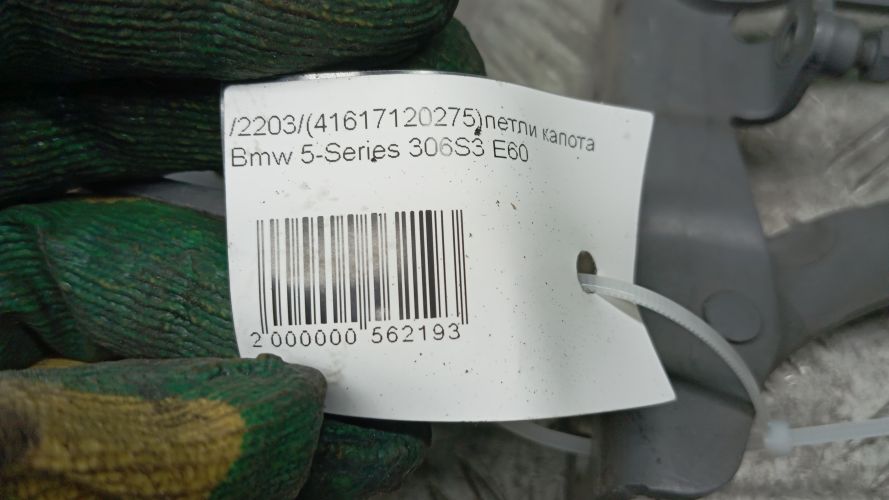 /2203/(41617120275)петли капота
Bmw 5-Series 306S3 E60
2 000000 562193